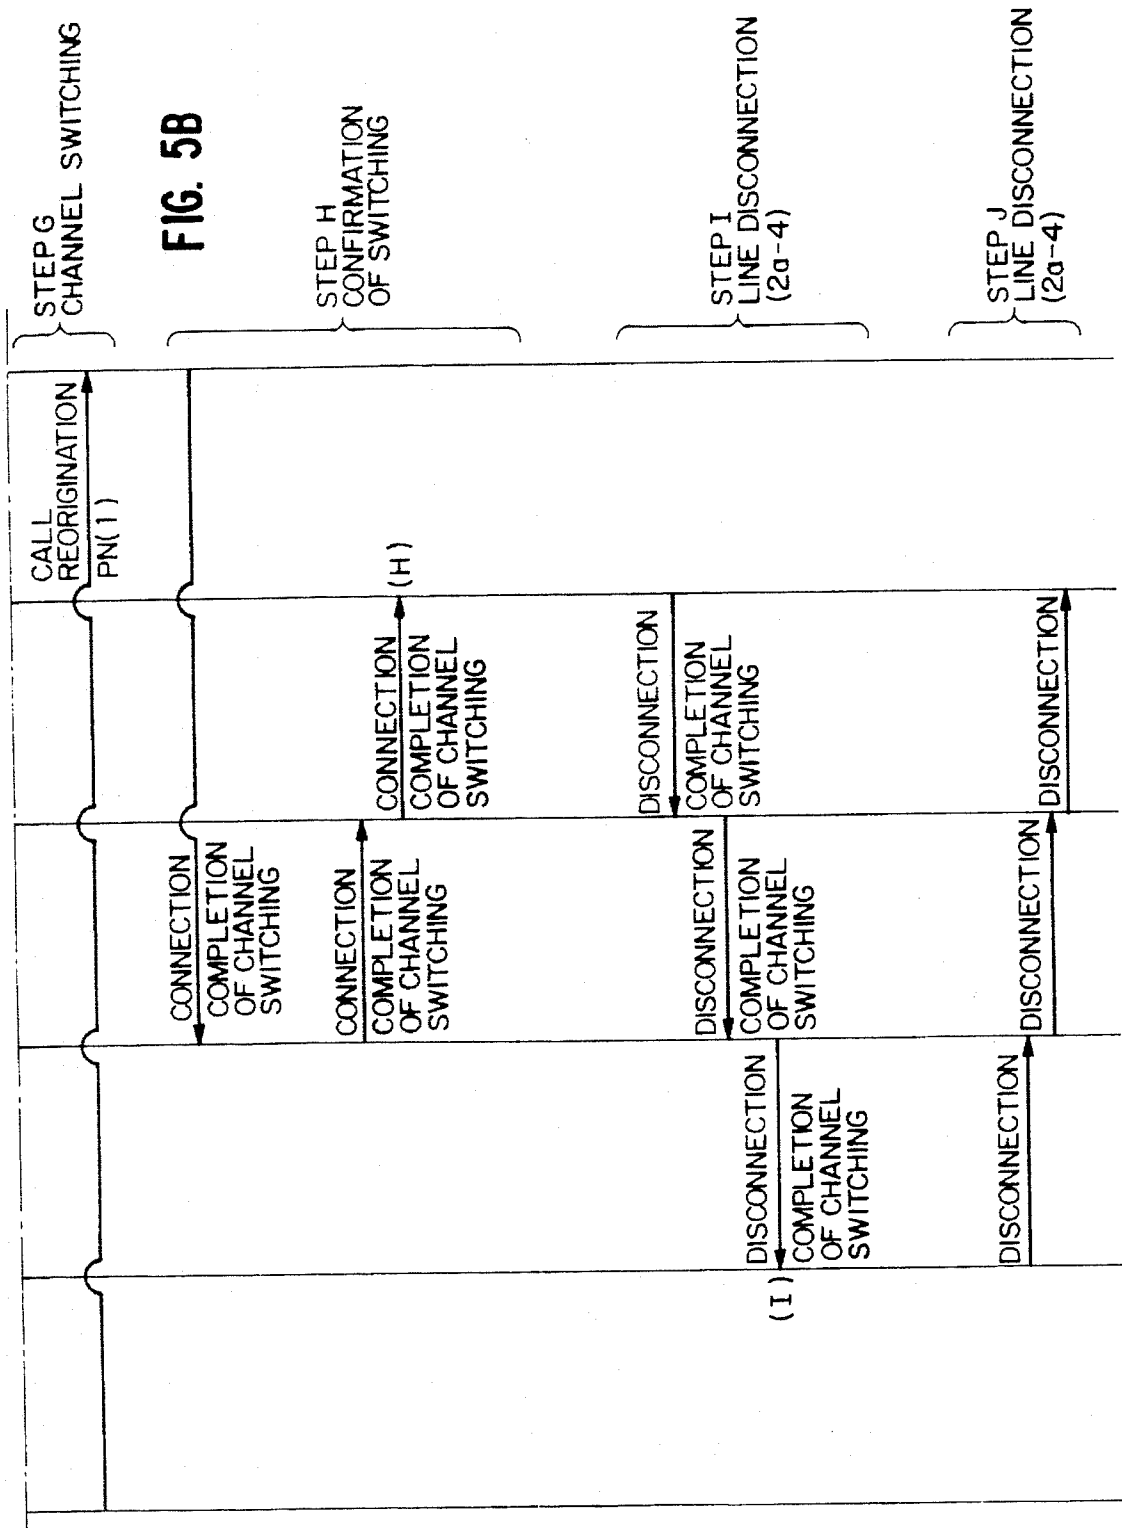 STEP G
CHANNEL SWITCHING
FIG. 5B
CALL
REORIGINATION
PN(1)
STEP H
CONFIRMATION
OF SWITCHING
CONNECTION
COMPLETION
OF CHANNEL
SWITCHING
CONNECTION
COMPLETION
OF CHANNEL
SWITCHING
CONNECTION
COMPLETION
OF CHANNEL
SWITCHING
(H)
STEP I
LINE DISCONNECTION
(2a-4)
DISCONNECTION
COMPLETION
OF CHANNEL
SWITCHING
DISCONNECTION
COMPLETION
OF CHANNEL
SWITCHING
DISCONNECTION
COMPLETION
OF CHANNEL
SWITCHING
(I)
STEP J
LINE DISCONNECTION
(2a-4)
DISCONNECTION
DISCONNECTION
DISCONNECTION